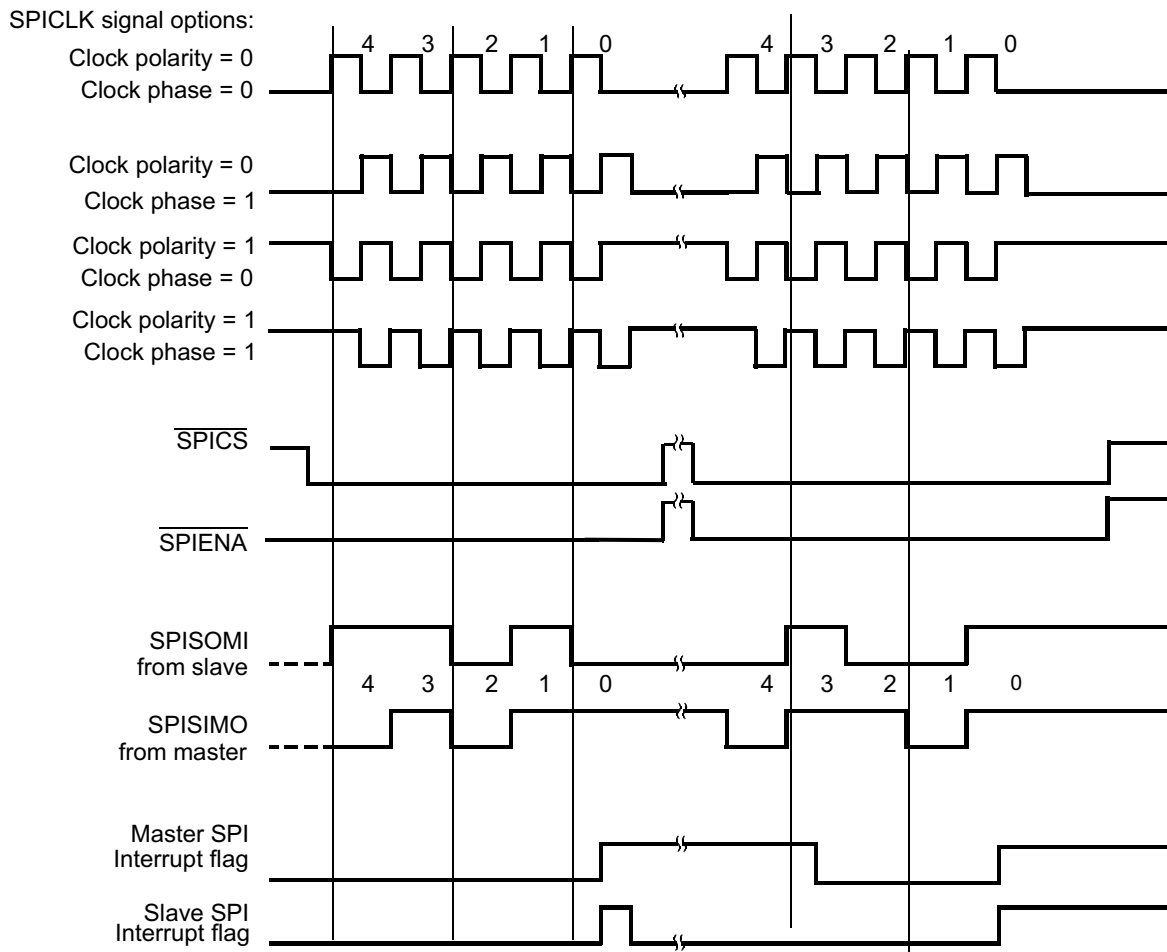 SPICLK signal options:
4 3 2 1 0 4 3 2 1 0
Clock polarity = 0
Clock phase = 0
Clock polarity = 0
Clock phase = 1
Clock polarity = 1
Clock phase = 0
Clock polarity = 1
Clock phase = 1
SPICS
SPIENA
SPISOMI
from slave
4 3 2 1 0 4 3 2 1 0
SPISIMO
from master
Master SPI
Interrupt flag
Slave SPI
Interrupt flag